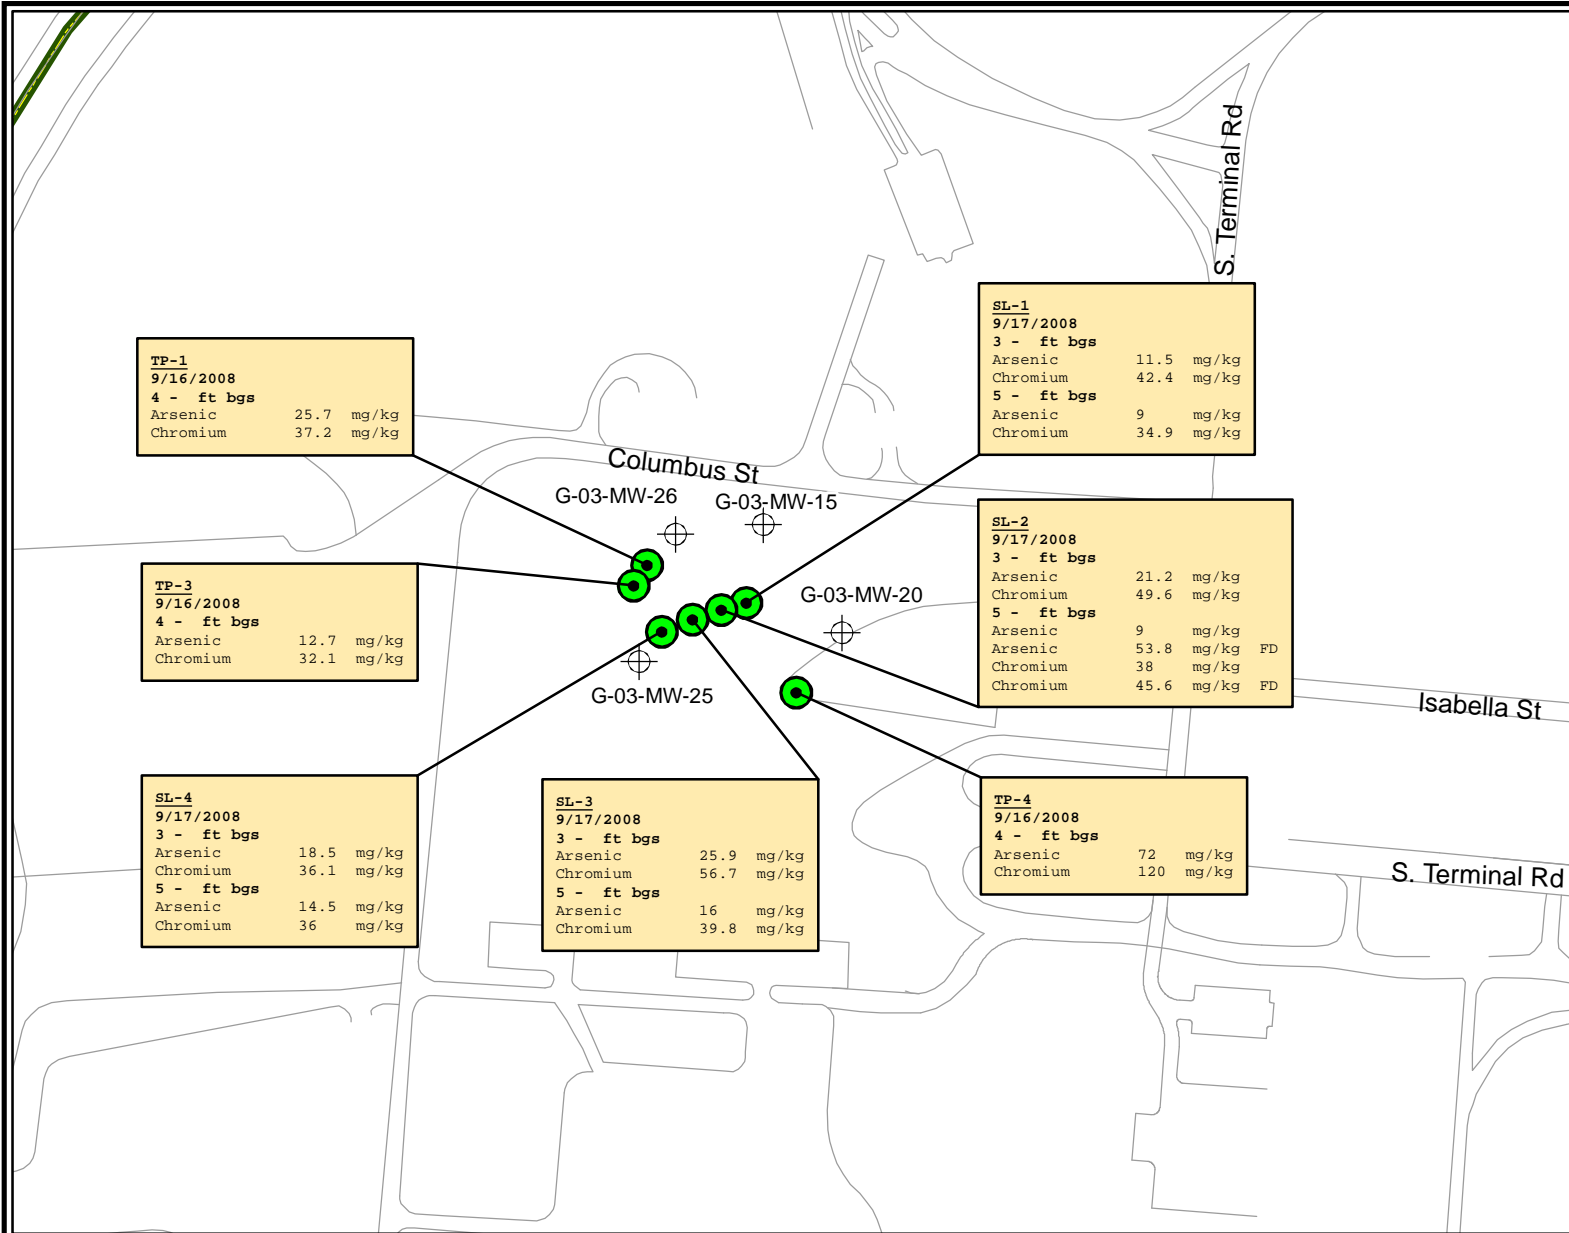 S. Terminal Rd
SL-1
9/17/2008
3 - ft bgs
Arsenic 11.5 mg/kg
Chromium 42.4 mg/kg
5 - ft bgs
Arsenic 9 mg/kg
Chromium 34.9 mg/kg
TP-1
9/16/2008
4 - ft bgs
Arsenic 25.7 mg/kg
Chromium 37.2 mg/kg
Columbus St
G-03-MW-26
G-03-MW-15
SL-2
9/17/2008
3 - ft bgs
Arsenic 21.2 mg/kg
Chromium 49.6 mg/kg
5 - ft bgs
Arsenic 9 mg/kg
Arsenic 53.8 mg/kg FD
Chromium 38 mg/kg
Chromium 45.6 mg/kg FD
TP-3
9/16/2008
4 - ft bgs
Arsenic 12.7 mg/kg
Chromium 32.1 mg/kg
G-03-MW-20
G-03-MW-25
Isabella St
SL-4
9/17/2008
3 - ft bgs
Arsenic 18.5 mg/kg
Chromium 36.1 mg/kg
5 - ft bgs
Arsenic 14.5 mg/kg
Chromium 36 mg/kg
SL-3
9/17/2008
3 - ft bgs
Arsenic 25.9 mg/kg
Chromium 56.7 mg/kg
5 - ft bgs
Arsenic 16 mg/kg
Chromium 39.8 mg/kg
TP-4
9/16/2008
4 - ft bgs
Arsenic 72 mg/kg
Chromium 120 mg/kg
S. Terminal Rd